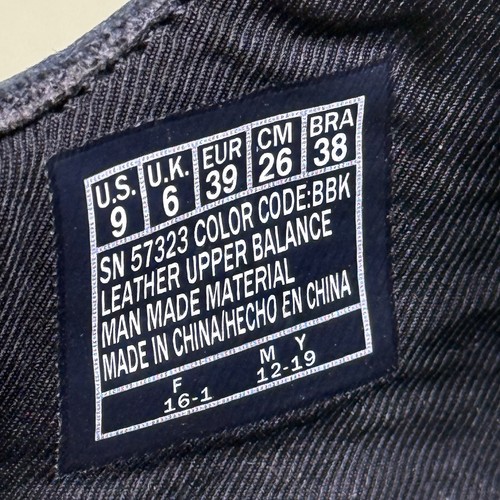 U.S. U.K. EUR CM BRA
9 6 39 26 38
SN 57323 COLOR CODE:BBK
LEATHER UPPER BALANCE
MAN MADE MATERIAL
MADE IN CHINA/HECHO EN CHINA
F M Y
16-1 12-19